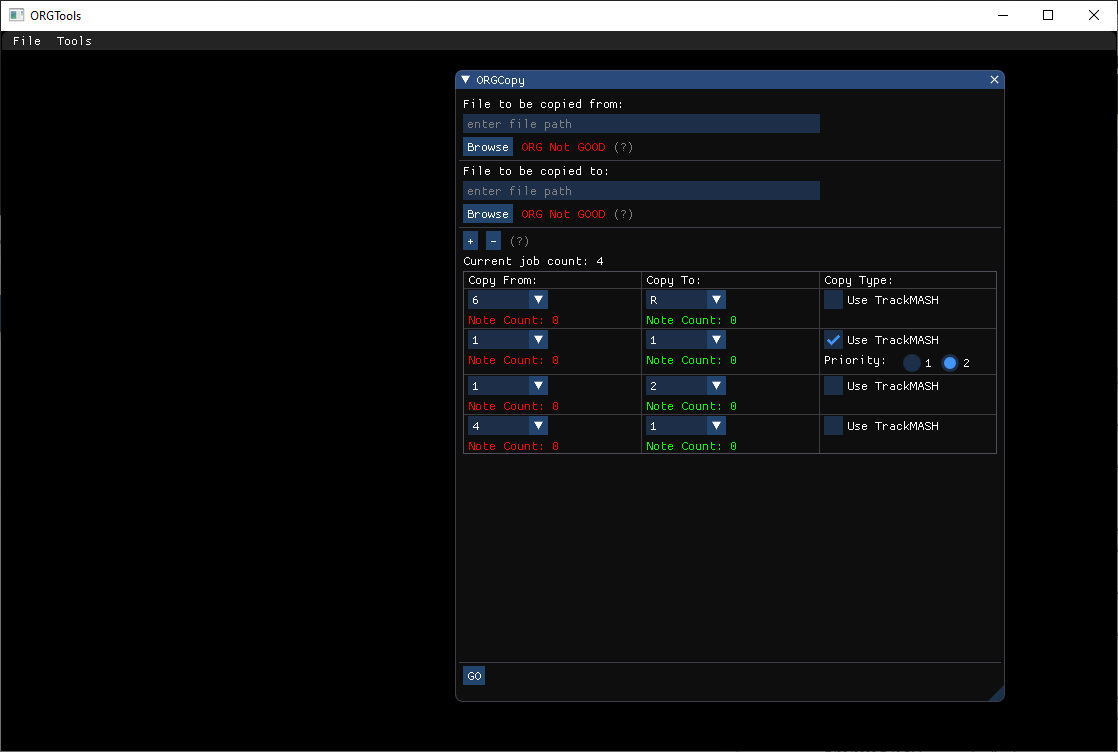 ORGTools
File Tools
ORGCopy
File to be copied from:
enter file path
Browse ORG Not GOOD (?)
File to be copied to:
enter file path
Browse ORG Not GOOD (?)
+ - (?)
Current job count: 4
Copy From: Copy To: Copy Type:
6 R Use TrackMASH
Note Count: 0 Note Count: 0
1 1 Use TrackMASH
Note Count: 0 Note Count: 0 Priority: 1 2
1 2 Use TrackMASH
Note Count: 0 Note Count: 0
4 1 Use TrackMASH
Note Count: 0 Note Count: 0
GO